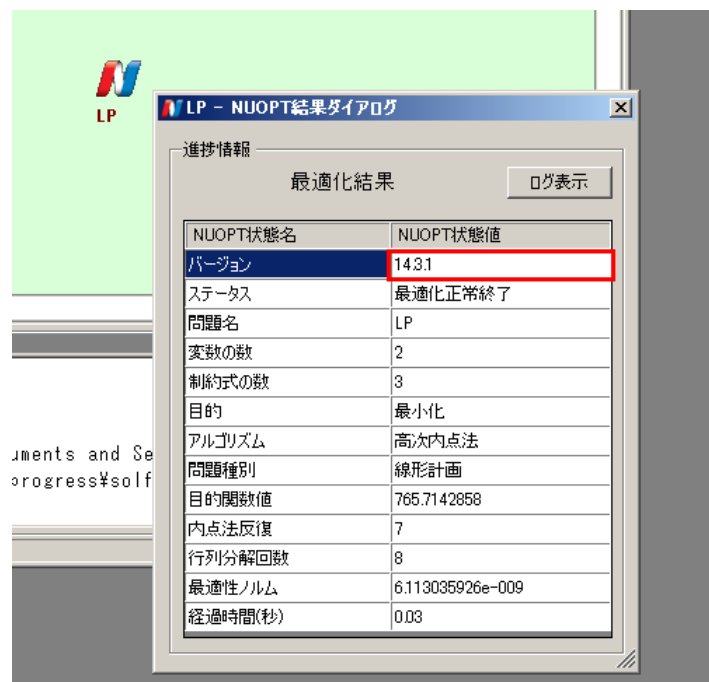 LP
LP - NUOPT結果ダイアログ
進捗情報
最適化結果
ログ表示
NUOPT状態名 NUOPT状態値
バージョン 14.3.1
ステータス 最適化正常終了
問題名 LP
変数の数 2
制約式の数 3
目的 最小化
アルゴリズム 高次内点法
問題種別 線形計画
目的関数値 765.7142858
内点法反復 7
行列分解回数 8
最適性ノルム 6.113035926e-009
経過時間(秒) 0.03
uments and Se
progress¥solf